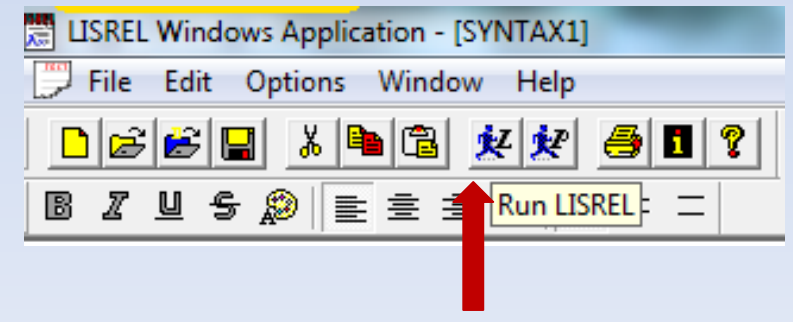 LISREL Windows Application - [SYNTAX1]
File Edit Options Window Help
Run LISREL